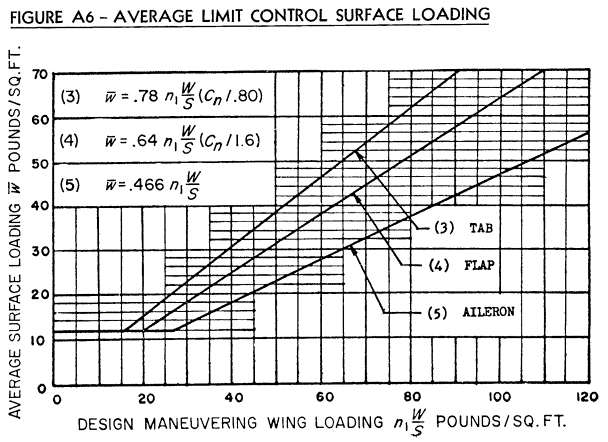 FIGURE A6 - AVERAGE LIMIT CONTROL SURFACE LOADING
AVERAGE SURFACE LOADING w̅ POUNDS/SQ.FT.
70
60
50
40
30
20
10
0
(3) w̅ = .78 n₁ W/S (Cn/.80)
(4) w̅ = .64 n₁ W/S (Cn/1.6)
(5) w̅ = .466 n₁ W/S
(3) TAB
(4) FLAP
(5) AILERON
0 20 40 60 80 100 120
DESIGN MANEUVERING WING LOADING n₁ W/S POUNDS/SQ.FT.